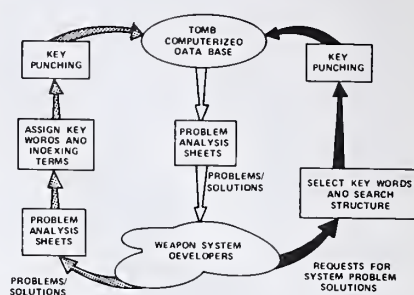 TOMB
COMPUTERIZED
DATA BASE
KEY
PUNCHING
KEY
PUNCHING
ASSIGN KEY
WORDS AND
INDEXING
TERMS
PROBLEM
ANALYSIS
SHEETS
PROBLEMS/
SOLUTIONS
SELECT KEY WORDS
AND SEARCH
STRUCTURE
PROBLEM
ANALYSIS
SHEETS
WEAPON SYSTEM
DEVELOPERS
REQUESTS FOR
SYSTEM PROBLEM
SOLUTIONS
PROBLEMS/
SOLUTIONS